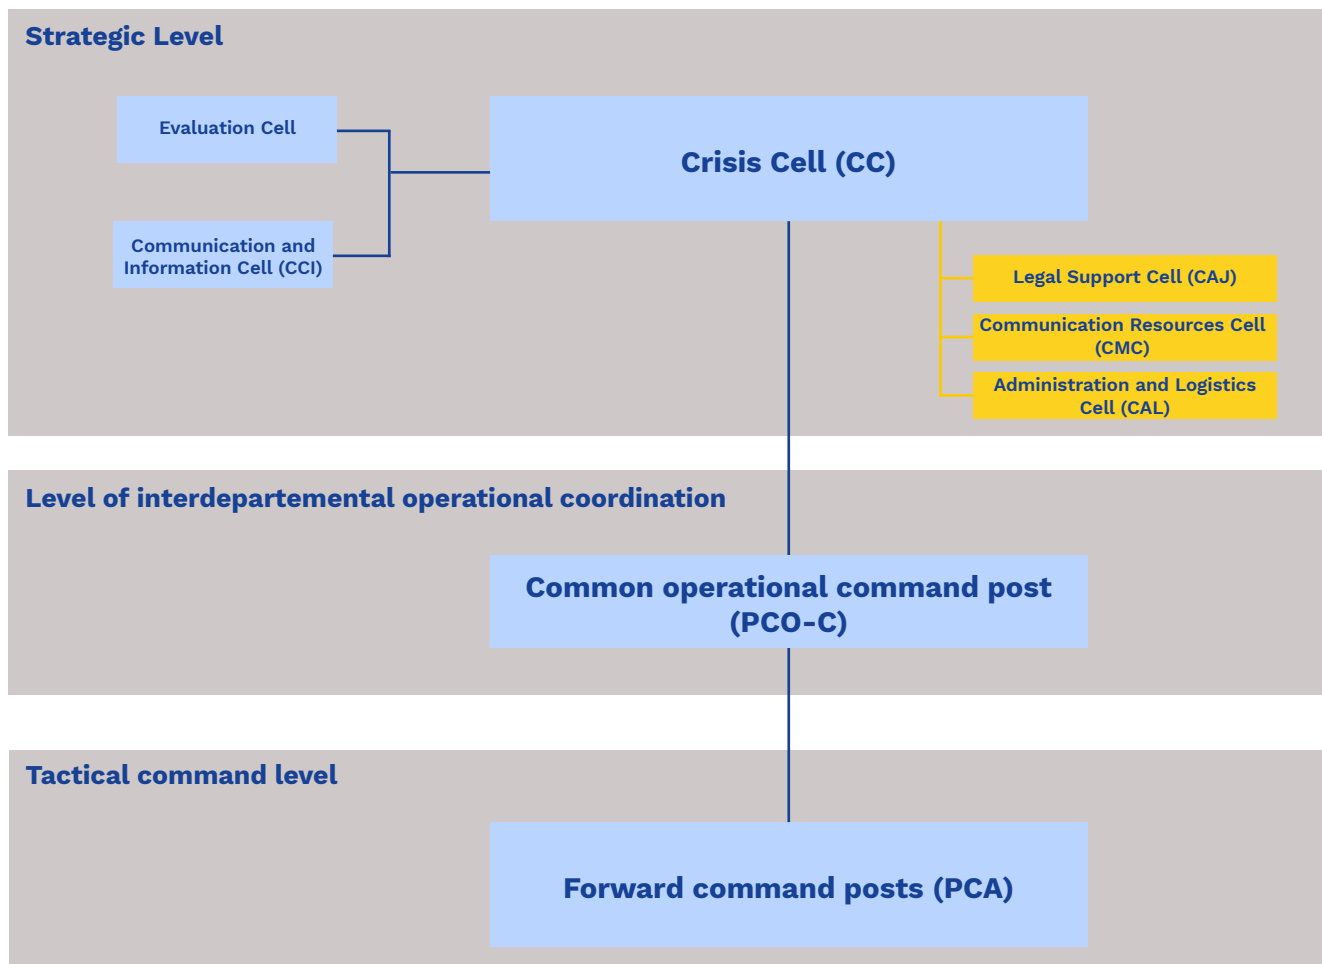 Strategic Level
Evaluation Cell
Crisis Cell (CC)
Communication and
Information Cell (CCI)
Legal Support Cell (CAJ)
Communication Resources Cell
(CMC)
Administration and Logistics
Cell (CAL)
Level of interdepartemental operational coordination
Common operational command post
(PCO-C)
Tactical command level
Forward command posts (PCA)